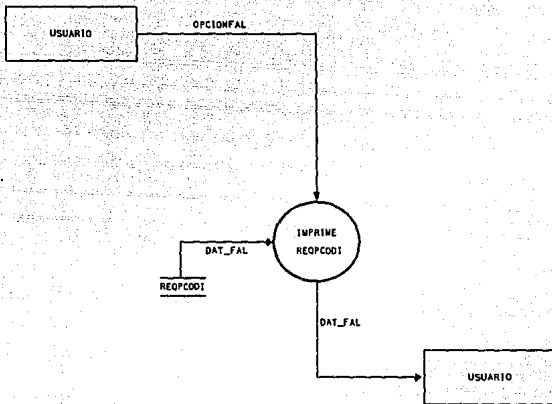 OPCIONFAL
USUARIO
IMPRIME
REQPCODI
DAT_FAL
REQPCODI
DAT_FAL
USUARIO